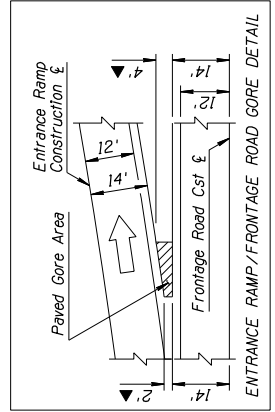 Entrance Ramp
Construction ℄
Paved Gore Area
12'
14'
▲ 2'
14'
▲ 4'
14'
12'
Frontage Road Cst ℄
ENTRANCE RAMP/FRONTAGE ROAD GORE DETAIL